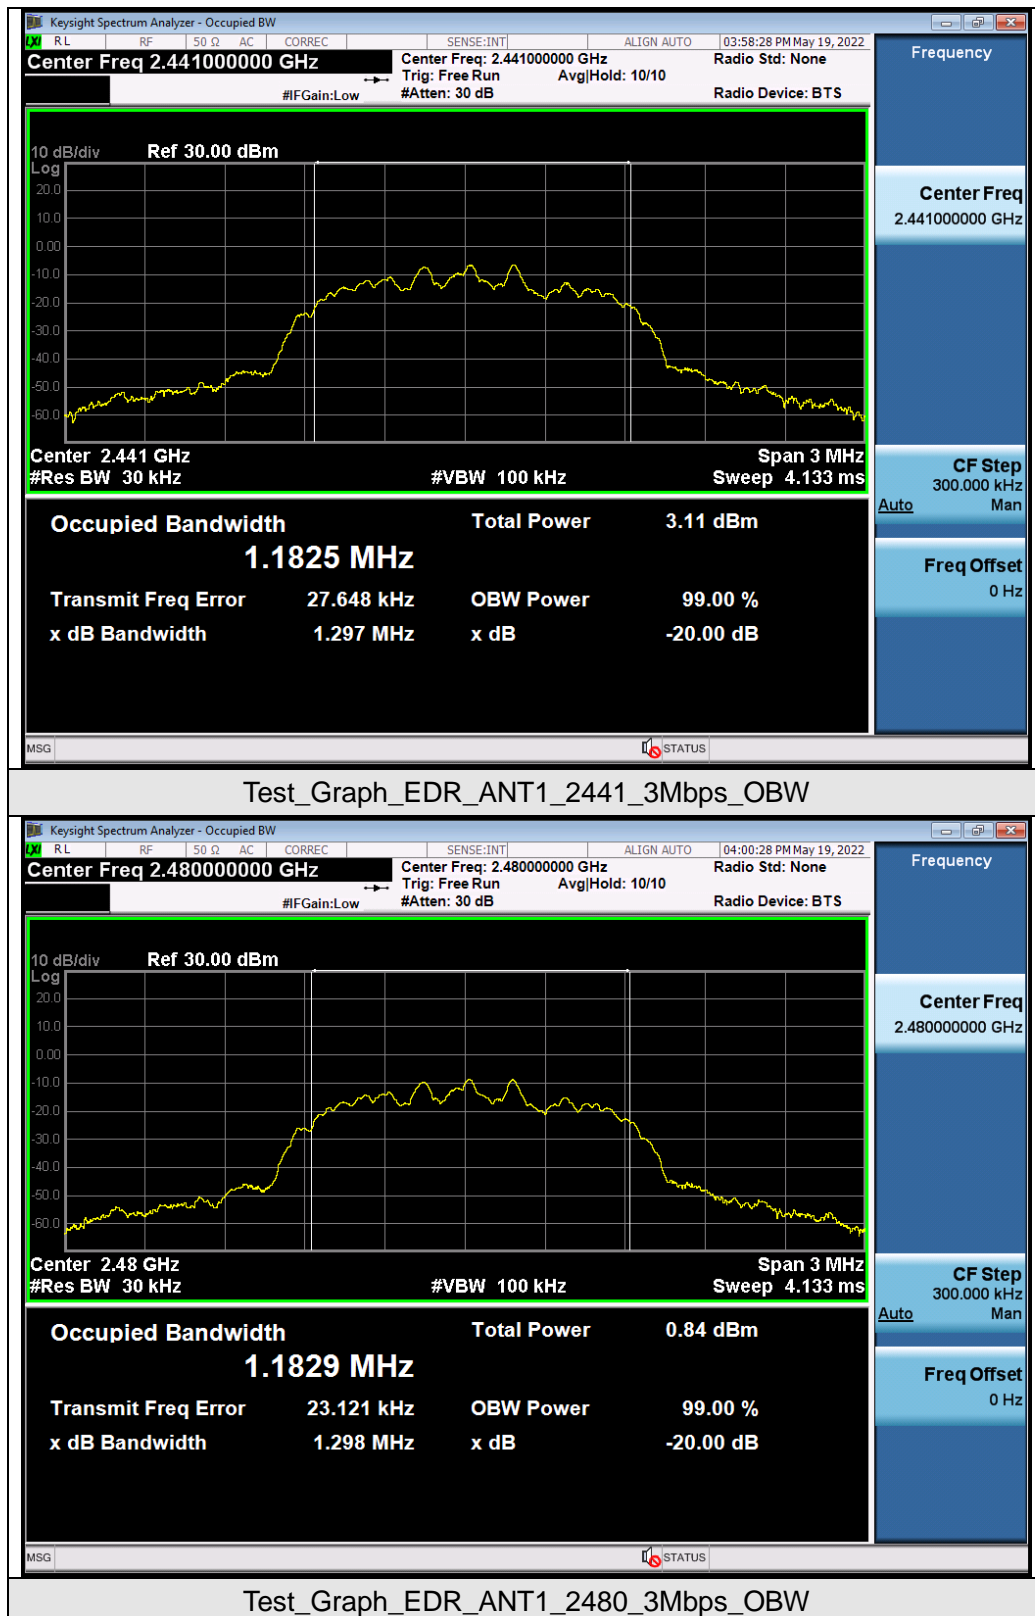 Keysight Spectrum Analyzer - Occupied BW
LXI RL RF 50 Ω AC CORREC SENSE:INT ALIGN AUTO 03:58:28 PM May 19, 2022
Center Freq 2.441000000 GHz
Center Freq: 2.441000000 GHz Radio Std: None
Trig: Free Run Avg|Hold: 10/10
#IFGain:Low #Atten: 30 dB Radio Device: BTS
Frequency
10 dB/div Ref 30.00 dBm
Log
20.0
10.0
0.00
-10.0
-20.0
-30.0
-40.0
-50.0
-60.0
Center 2.441 GHz Span 3 MHz
#Res BW 30 kHz #VBW 100 kHz Sweep 4.133 ms
Center Freq
2.441000000 GHz
CF Step
300.000 kHz
Auto Man
Freq Offset
0 Hz
Occupied Bandwidth Total Power 3.11 dBm
1.1825 MHz
Transmit Freq Error 27.648 kHz OBW Power 99.00 %
x dB Bandwidth 1.297 MHz x dB -20.00 dB
MSG STATUS
Test_Graph_EDR_ANT1_2441_3Mbps_OBW
Keysight Spectrum Analyzer - Occupied BW
LXI RL RF 50 Ω AC CORREC SENSE:INT ALIGN AUTO 04:00:28 PM May 19, 2022
Center Freq 2.480000000 GHz
Center Freq: 2.480000000 GHz Radio Std: None
Trig: Free Run Avg|Hold: 10/10
#IFGain:Low #Atten: 30 dB Radio Device: BTS
Frequency
10 dB/div Ref 30.00 dBm
Log
20.0
10.0
0.00
-10.0
-20.0
-30.0
-40.0
-50.0
-60.0
Center 2.48 GHz Span 3 MHz
#Res BW 30 kHz #VBW 100 kHz Sweep 4.133 ms
Center Freq
2.480000000 GHz
CF Step
300.000 kHz
Auto Man
Freq Offset
0 Hz
Occupied Bandwidth Total Power 0.84 dBm
1.1829 MHz
Transmit Freq Error 23.121 kHz OBW Power 99.00 %
x dB Bandwidth 1.298 MHz x dB -20.00 dB
MSG STATUS
Test_Graph_EDR_ANT1_2480_3Mbps_OBW